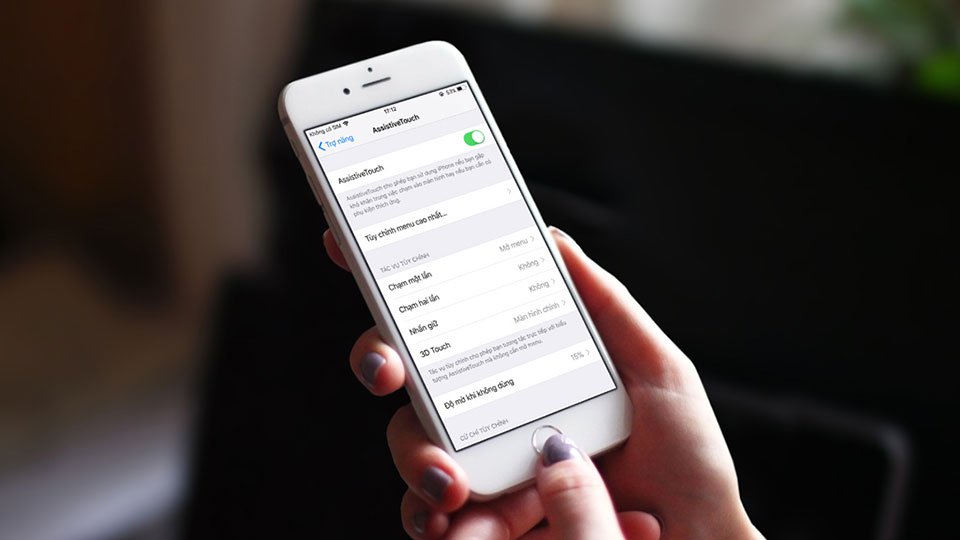 Không có SIM 17:12 53%
Trợ năng AssistiveTouch
AssistiveTouch
AssistiveTouch cho phép bạn sử dụng iPhone nếu bạn gặp
khó khăn trong việc chạm vào màn hình hay nếu bạn cần có
phụ kiện thích ứng.
Tùy chỉnh menu cao nhất...
TÁC VỤ TÙY CHỈNH
Chạm một lần Mở menu
Chạm hai lần Không
Nhấn giữ Không
3D Touch Màn hình chính
Tác vụ tùy chỉnh cho phép bạn tương tác trực tiếp với biểu
tượng AssistiveTouch mà không cần mở menu.
Độ mờ khi không dùng 15%
CỬ CHỈ TÙY CHỈNH